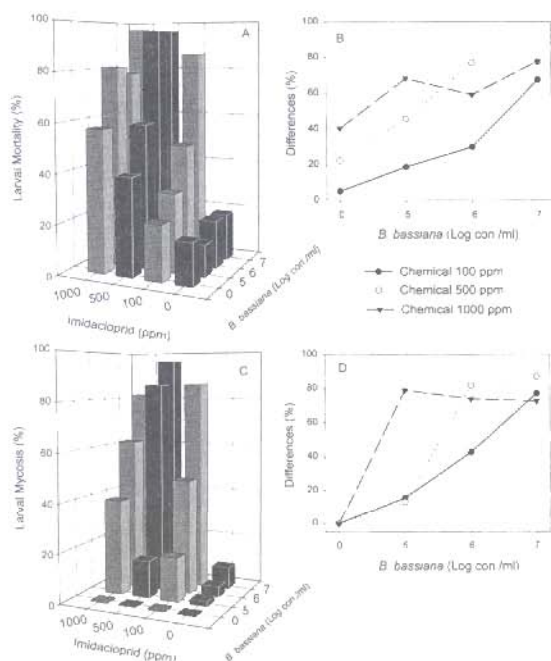 A
100
80
60
40
20
0
Larval Mortality (%)
1000
500
100
0
Imidacloprid (ppm)
0
5
6
7
B. bassiana (Log con /ml)
B
100
80
60
40
20
0
Differences (%)
0
5
6
7
B. bassiana (Log con /ml)
Chemical 100 ppm
Chemical 500 ppm
Chemical 1000 ppm
C
100
80
60
40
20
0
Larval Mycosis (%)
1000
500
100
0
Imidacloprid (ppm)
0
5
6
7
B. bassiana (Log con /ml)
D
100
80
60
40
20
0
Differences (%)
0
5
6
7
B. bassiana (Log con /ml)